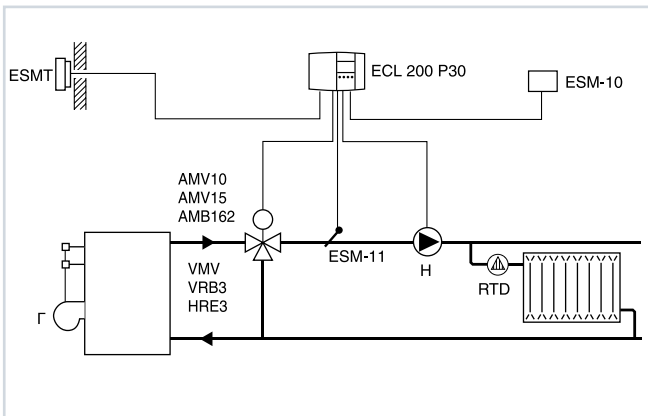 ESMT
ECL 200 P30
ESM-10
AMV10
AMV15
AMB162
ESM-11
Н
VMV
VRB3
HRE3
RTD
Г